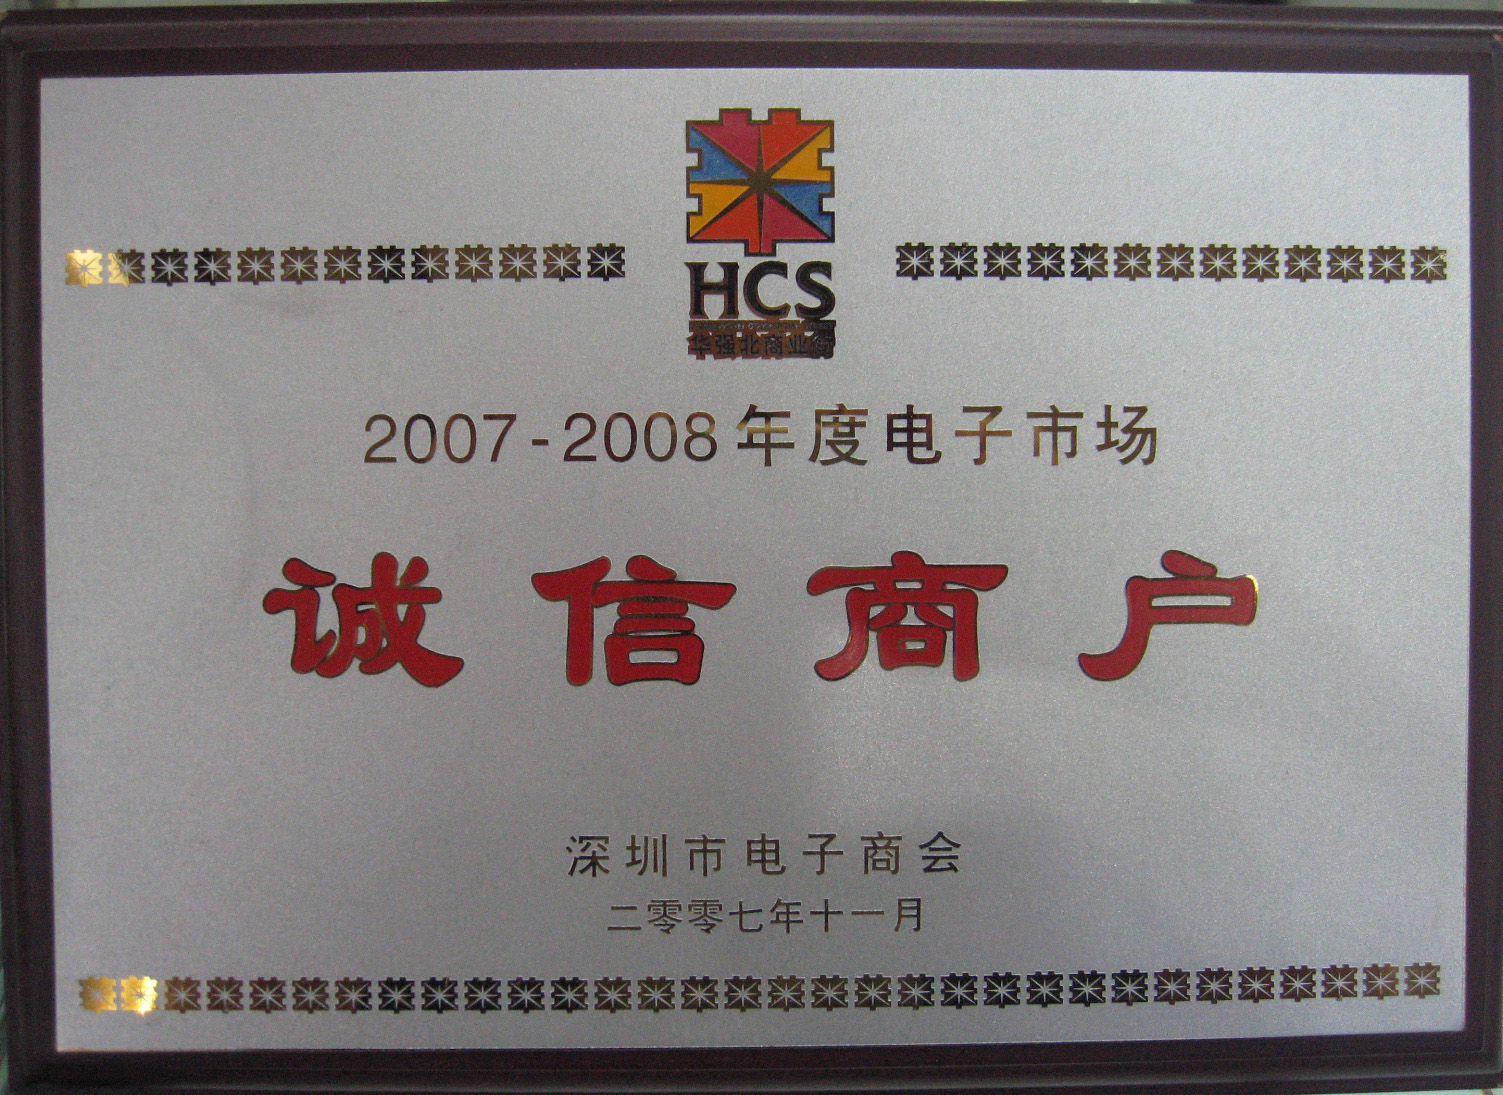 HCS
华强北商业街
2007-2008年度电子市场
诚信商户
深圳市电子商会
二零零七年十一月